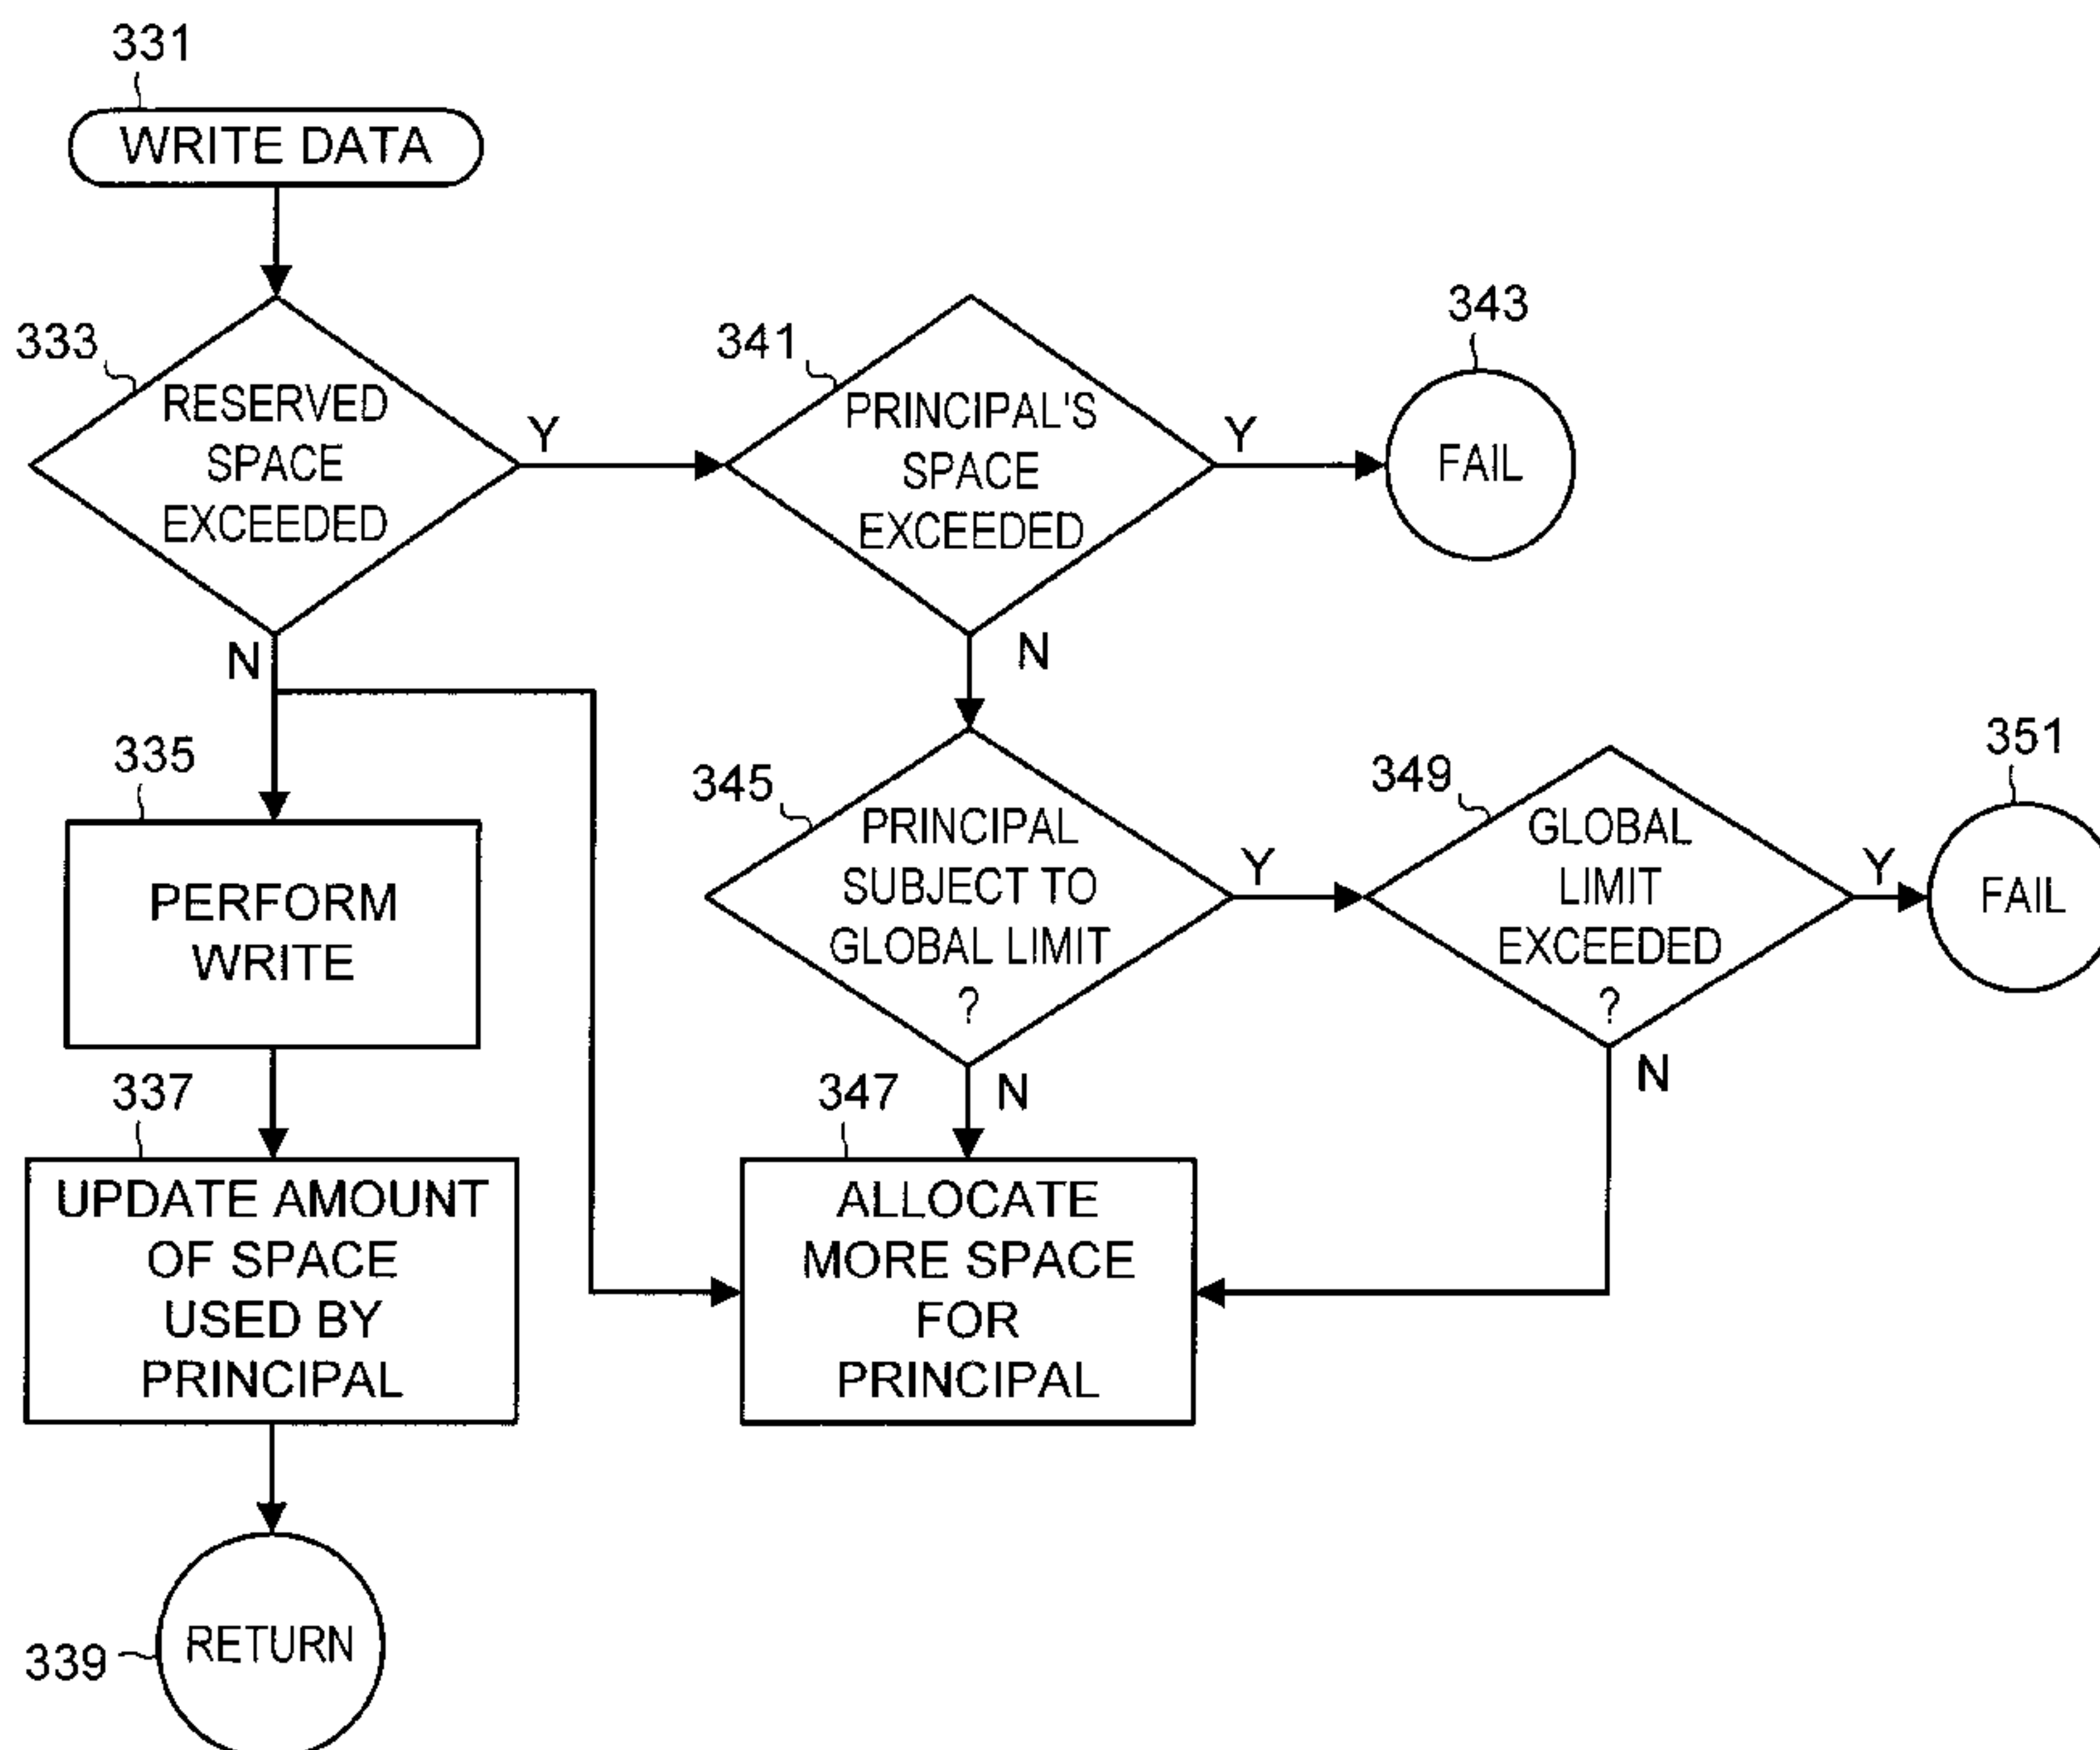 331
WRITE DATA
333
RESERVED
SPACE
EXCEEDED
Y
N
341
PRINCIPAL'S
SPACE
EXCEEDED
Y
N
343
FAIL
335
PERFORM
WRITE
345
PRINCIPAL
SUBJECT TO
GLOBAL LIMIT
?
Y
N
349
GLOBAL
LIMIT
EXCEEDED
?
Y
N
351
FAIL
337
UPDATE AMOUNT
OF SPACE
USED BY
PRINCIPAL
347
ALLOCATE
MORE SPACE
FOR
PRINCIPAL
339
RETURN